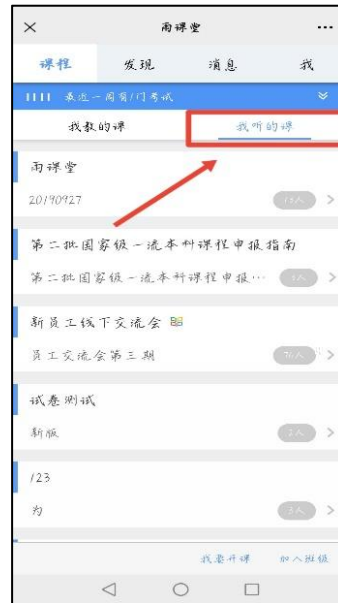 雨课堂
课程 发现 消息 我
最近一周有1门考试
我教的课 我听的课
雨课堂
20190927
第二批国家级一流本科课程申报指南
第二批国家级一流本科课程申报…
新员工线下交流会
员工交流会第三期
试卷测试
新版 2人
123
为 3人
我要开课 加入班级